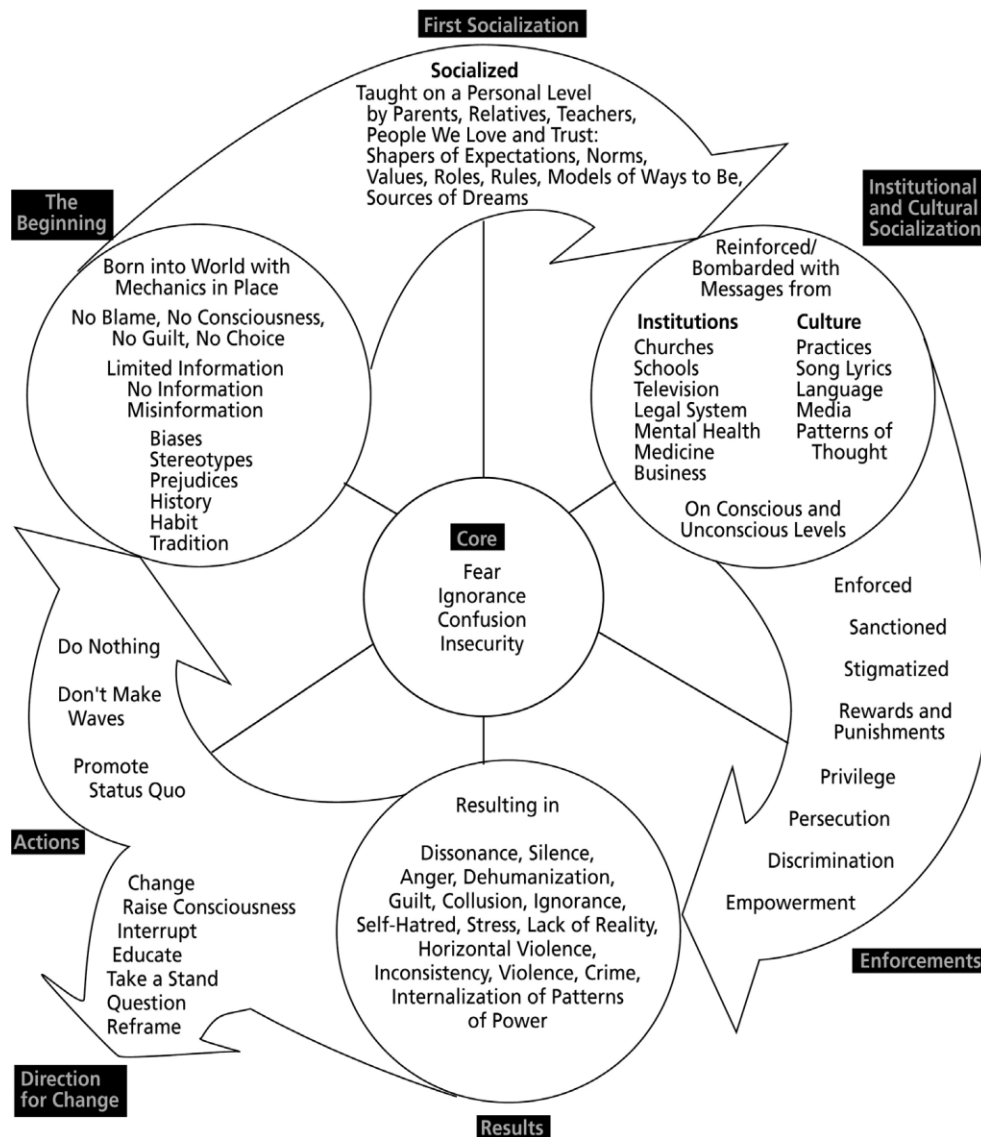 First Socialization
Socialized
Taught on a Personal Level
by Parents, Relatives, Teachers,
People We Love and Trust:
Shapers of Expectations, Norms,
Values, Roles, Rules, Models of Ways to Be,
Sources of Dreams
The
Beginning
Born into World with
Mechanics in Place
No Blame, No Consciousness,
No Guilt, No Choice
Limited Information
No Information
Misinformation
Biases
Stereotypes
Prejudices
History
Habit
Tradition
Institutional
and Cultural
Socialization
Reinforced/
Bombarded with
Messages from
Institutions
Churches
Schools
Television
Legal System
Mental Health
Medicine
Business
Culture
Practices
Song Lyrics
Language
Media
Patterns of
Thought
On Conscious and
Unconscious Levels
Core
Fear
Ignorance
Confusion
Insecurity
Enforced
Sanctioned
Stigmatized
Rewards and
Punishments
Privilege
Persecution
Discrimination
Empowerment
Enforcements
Resulting in
Dissonance, Silence,
Anger, Dehumanization,
Guilt, Collusion, Ignorance,
Self-Hatred, Stress, Lack of Reality,
Horizontal Violence,
Inconsistency, Violence, Crime,
Internalization of Patterns
of Power
Results
Do Nothing
Don't Make
Waves
Promote
Status Quo
Actions
Change
Raise Consciousness
Interrupt
Educate
Take a Stand
Question
Reframe
Direction
for Change